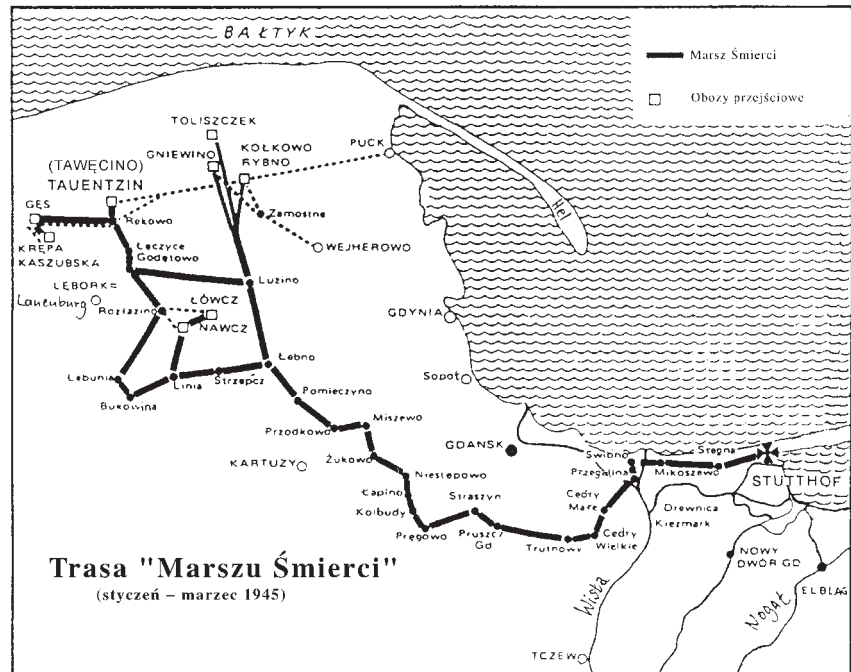 BAŁTYK
Marsz Śmierci
Obozy przejściowe
TOLISZCZEK
GNIEWINO
KOŁKOWO
RYBNO
PUCK
(TAWĘCINO)
TAUENTZIN
GĘS
Rekowo
Zamostne
Hel
KRĘPA
KASZUBSKA
Łęczyce
Godętowo
WEJHEROWO
LĘBORK=
Lauenburg
Luzino
Rozłazino
ŁÓWCZ
NAWCZ
GDYNIA
Łebno
Lebunia
Linia
Strzepcz
Bukowina
Pomieczyno
Sopot
Przodkowo
Miszewo
GDAŃSK
KARTUZY
Żukowo
Niestępowo
Świbno
Stegna
Przegalina
Mikoszewo
STUTTHOF
Łapino
Kolbudy
Straszyn
Cedry
Małe
Drewnica
Kiezmark
Pręgowo
Pruszcz
Gd
Trutnowy
Cedry
Wielkie
NOWY
DWÓR GD
ELBLĄG
Trasa "Marszu Śmierci"
(styczeń – marzec 1945)
Wisła
Nogat
TCZEW